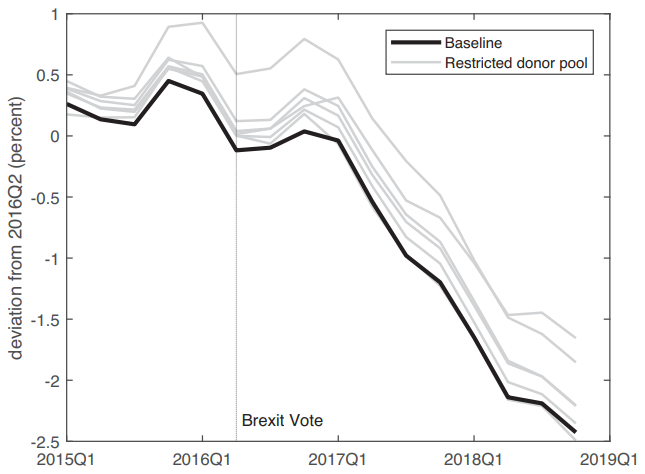 1
0.5
0
-0.5
-1
-1.5
-2
-2.5
deviation from 2016Q2 (percent)
Baseline
Restricted donor pool
Brexit Vote
2015Q1 2016Q1 2017Q1 2018Q1 2019Q1